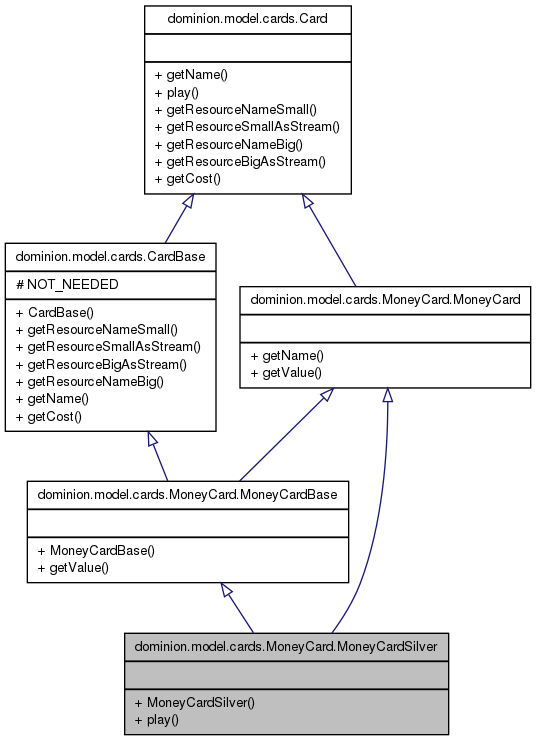 dominion.model.cards.Card
+ getName()
+ play()
+ getResourceNameSmall()
+ getResourceSmallAsStream()
+ getResourceNameBig()
+ getResourceBigAsStream()
+ getCost()
dominion.model.cards.CardBase
# NOT_NEEDED
+ CardBase()
+ getResourceNameSmall()
+ getResourceSmallAsStream()
+ getResourceBigAsStream()
+ getResourceNameBig()
+ getName()
+ getCost()
dominion.model.cards.MoneyCard.MoneyCard
+ getName()
+ getValue()
dominion.model.cards.MoneyCard.MoneyCardBase
+ MoneyCardBase()
+ getValue()
dominion.model.cards.MoneyCard.MoneyCardSilver
+ MoneyCardSilver()
+ play()